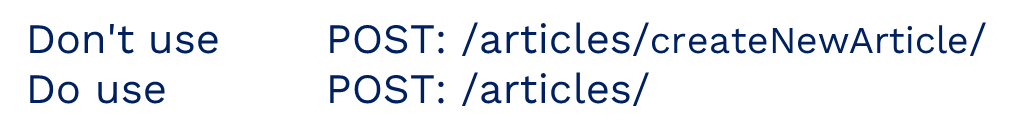 Don't use POST: /articles/createNewArticle/
Do use POST: /articles/